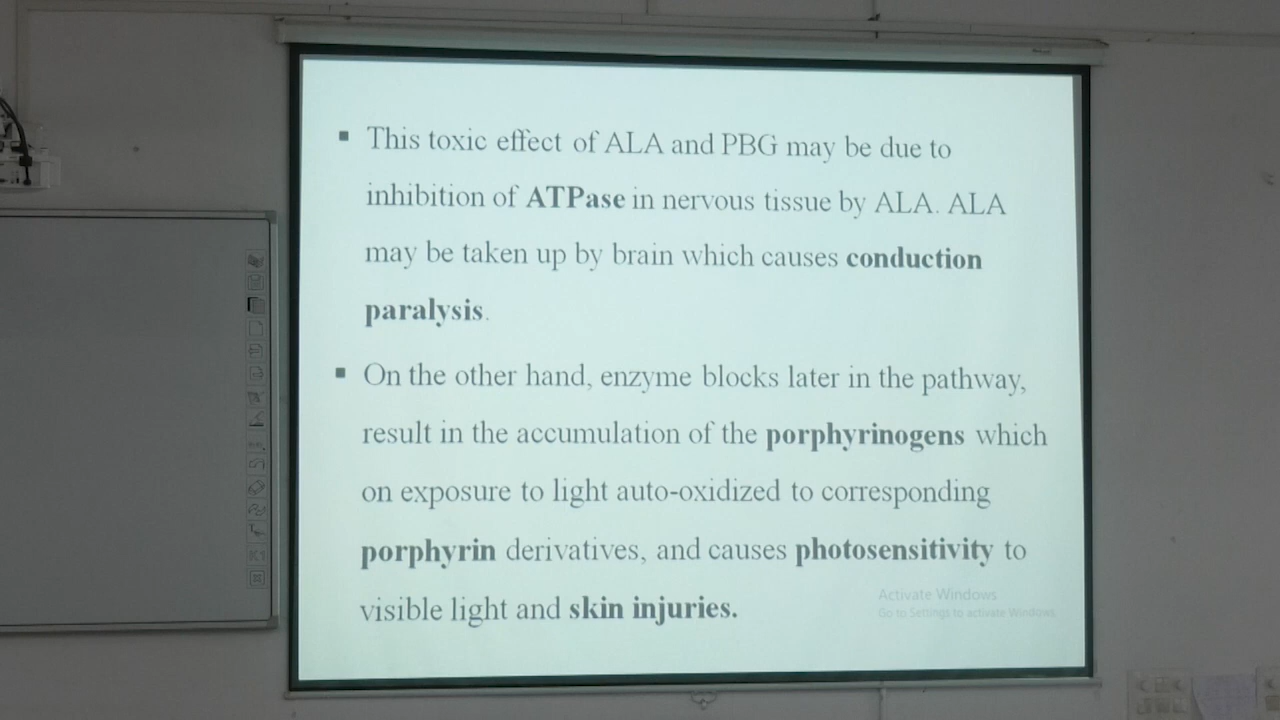 ▪ This toxic effect of ALA and PBG may be due to
inhibition of ATPase in nervous tissue by ALA. ALA
may be taken up by brain which causes conduction
paralysis.
▪ On the other hand, enzyme blocks later in the pathway,
result in the accumulation of the porphyrinogens which
on exposure to light auto-oxidized to corresponding
porphyrin derivatives, and causes photosensitivity to
visible light and skin injuries.
Activate Windows
Go to Settings to activate Windows.